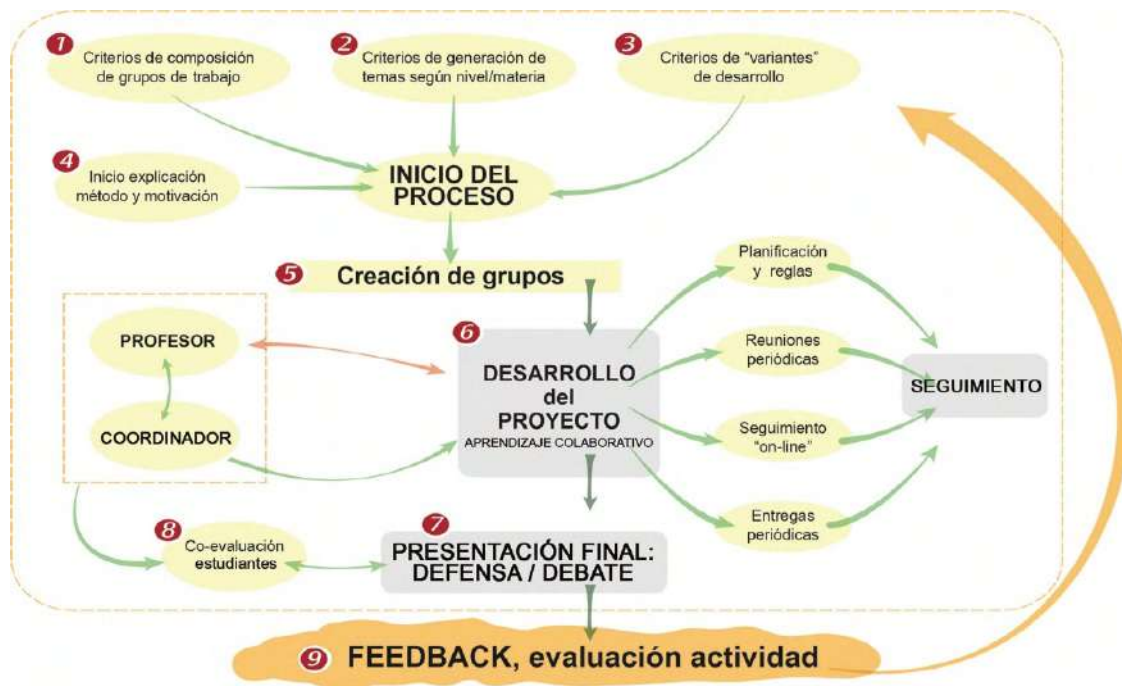 1
Criterios de composición
de grupos de trabajo
2
Criterios de generación de
temas según nivel/materia
3
Criterios de “variantes”
de desarrollo
4
Inicio explicación
método y motivación
INICIO DEL
PROCESO
5
Creación de grupos
PROFESOR
COORDINADOR
6
DESARROLLO
del
PROYECTO
APRENDIZAJE COLABORATIVO
Planificación
y reglas
Reuniones
periódicas
Seguimiento
“on-line”
Entregas
periódicas
SEGUIMIENTO
7
PRESENTACIÓN FINAL:
DEFENSA / DEBATE
8
Co-evaluación
estudiantes
9
FEEDBACK, evaluación actividad